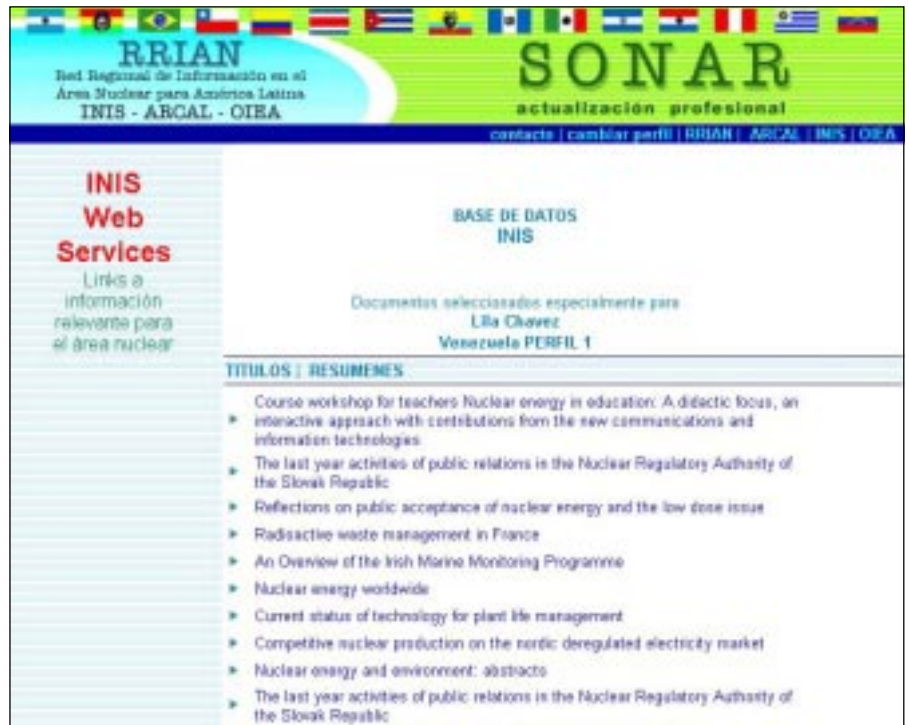 RRIAN
Red Regional de Información en el
Área Nuclear para América Latina
INIS - ARCAL - OIEA
SONAR
actualización profesional
contacto | cambiar perfil | RRIAN | ARCAL | INIS | OIEA
INIS
Web
Services
Links a
información
relevante para
el área nuclear
BASE DE DATOS
INIS
Documentos seleccionados especialmente para
Lila Chavez
Venezuela PERFIL 1
TITULOS | RESUMENES
Course workshop for teachers Nuclear energy in education: A didactic focus, an
interactive approach with contributions from the new communications and
information technologies
The last year activities of public relations in the Nuclear Regulatory Authority of
the Slovak Republic
Reflections on public acceptance of nuclear energy and the low dose issue
Radioactive waste management in France
An Overview of the Irish Marine Monitoring Programme
Nuclear energy worldwide
Current status of technology for plant life management
Competitive nuclear production on the nordic deregulated electricity market
Nuclear energy and environment: abstracts
The last year activities of public relations in the Nuclear Regulatory Authority of
the Slovak Republic